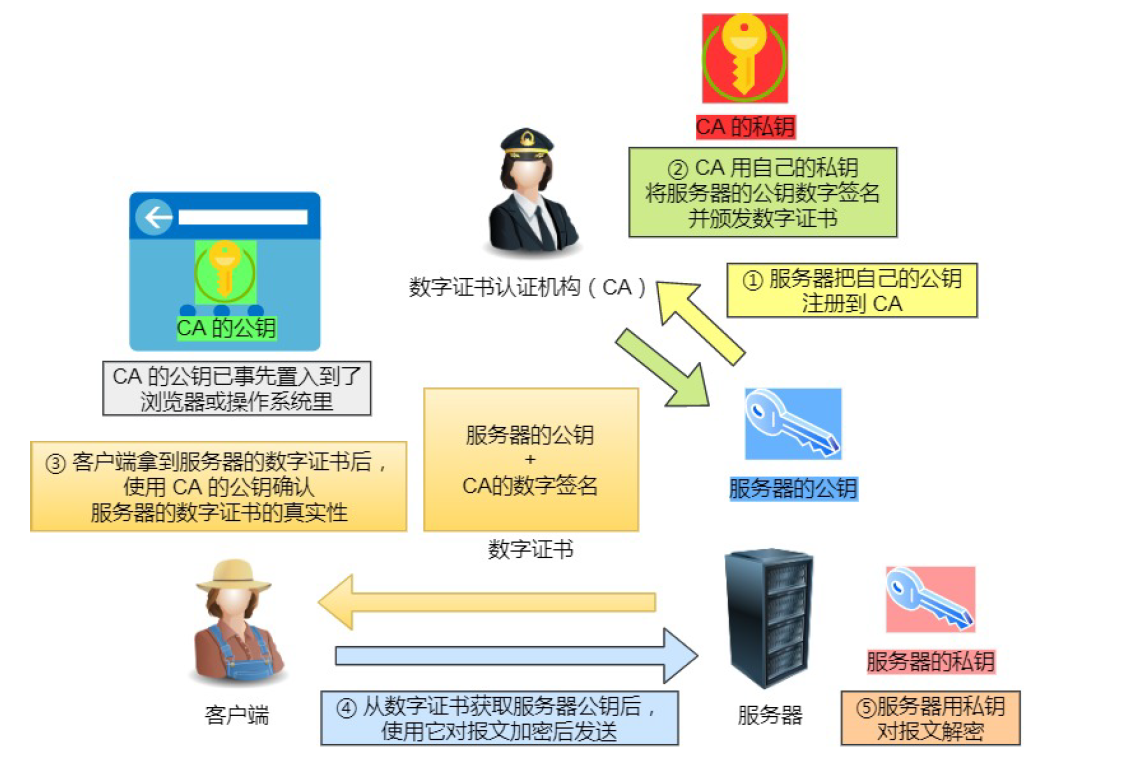 CA 的私钥
② CA 用自己的私钥
将服务器的公钥数字签名
并颁发数字证书
数字证书认证机构（CA）
① 服务器把自己的公钥
注册到 CA
CA 的公钥
CA 的公钥已事先置入到了
浏览器或操作系统里
③ 客户端拿到服务器的数字证书后，
使用 CA 的公钥确认
服务器的数字证书的真实性
服务器的公钥
+
CA的数字签名
数字证书
服务器的公钥
服务器的私钥
客户端
④ 从数字证书获取服务器公钥后，
使用它对报文加密后发送
服务器
⑤服务器用私钥
对报文解密